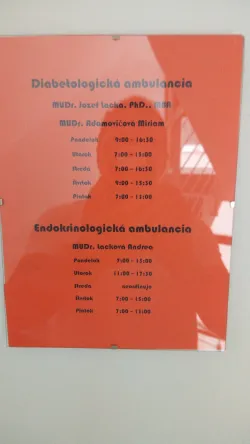 Diabetologická ambulancia
MUDr. Jozef Lacka, PhD., MHA
MUDr. Adamovičová Miriam
Pondelok 9:00 - 16:30
Utorok 7:00 - 15:00
Streda 7:00 - 16:30
Štvrtok 9:00 - 15:30
Piatok 7:00 - 12:00
Endokrinologická ambulancia
MUDr. Lacková Andrea
Pondelok 7:00 - 15:00
Utorok 11:00 - 17:30
Streda neordinuje
Štvrtok 7:00 - 15:00
Piatok 7:00 - 13:00